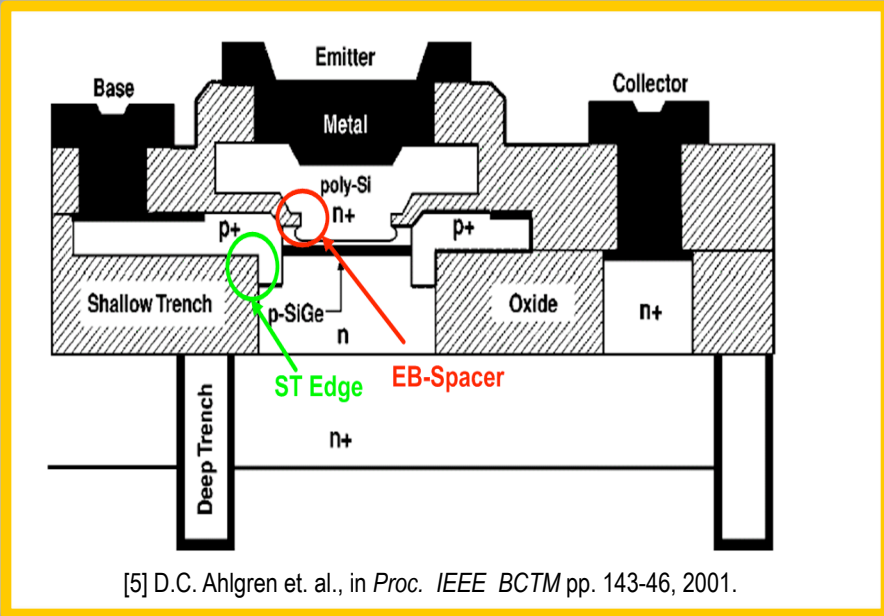 Emitter
Base
Collector
Metal
poly-Si
n+
p+
p+
Shallow Trench
p-SiGe
Oxide
n+
n
ST Edge
EB-Spacer
n+
Deep Trench
[5] D.C. Ahlgren et. al., in Proc. IEEE BCTM pp. 143-46, 2001.